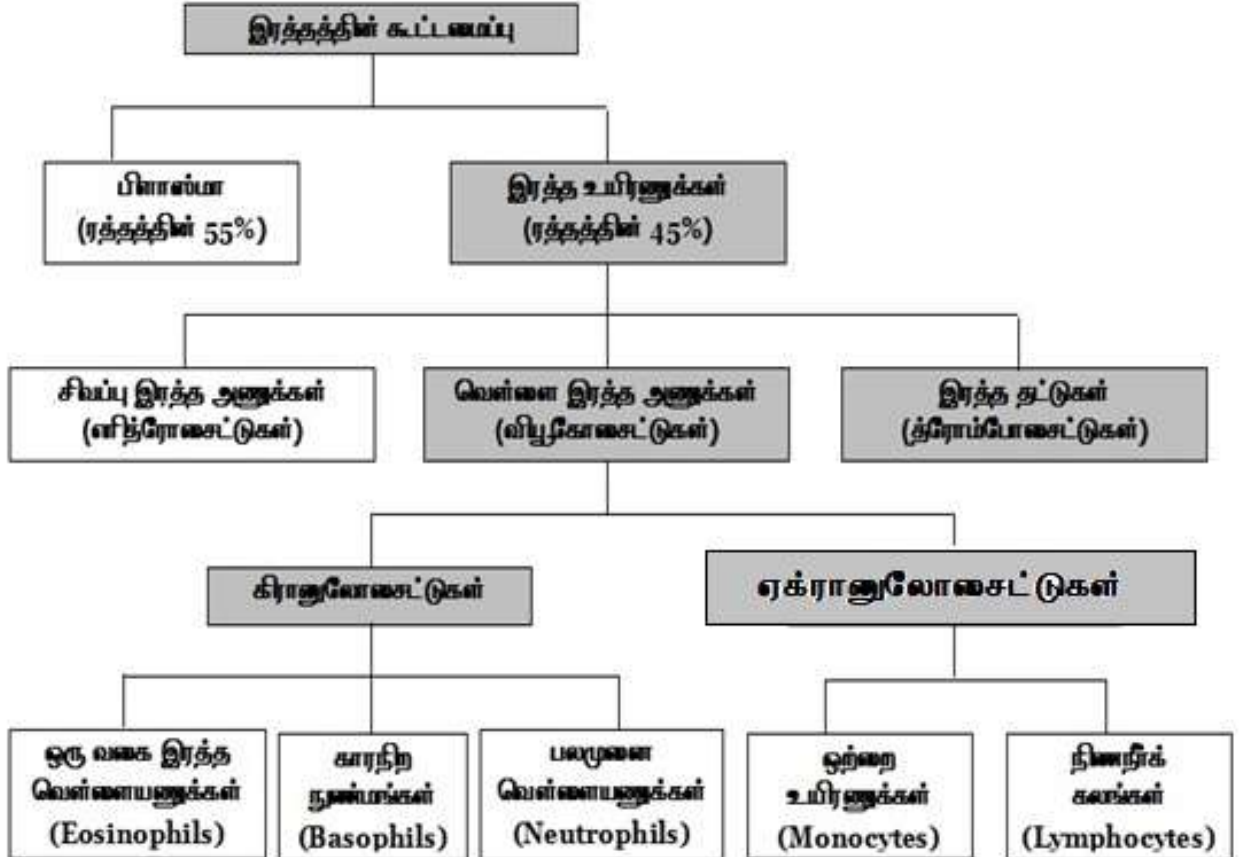 இரத்தத்தின் கூட்டமைப்பு
பிளாஸ்மா
(ரத்தத்தின் 55%)
இரத்த உயிரணுக்கள்
(ரத்தத்தின் 45%)
சிவப்பு இரத்த அணுக்கள்
(எரித்ரோசைட்டுகள்)
வெள்ளை இரத்த அணுக்கள்
(வியூகோசைட்டுகள்)
இரத்த தட்டுகள்
(த்ரோம்போசைட்டுகள்)
கிரானுலோசைட்டுகள்
ஏக்ரானுலோசைட்டுகள்
ஒரு வகை இரத்த
வெள்ளையணுக்கள்
(Eosinophils)
காரநிற
நுண்மங்கள்
(Basophils)
பலமுனை
வெள்ளையணுக்கள்
(Neutrophils)
ஒற்றை
உயிரணுக்கள்
(Monocytes)
நிணநீர்க்
கலங்கள்
(Lymphocytes)